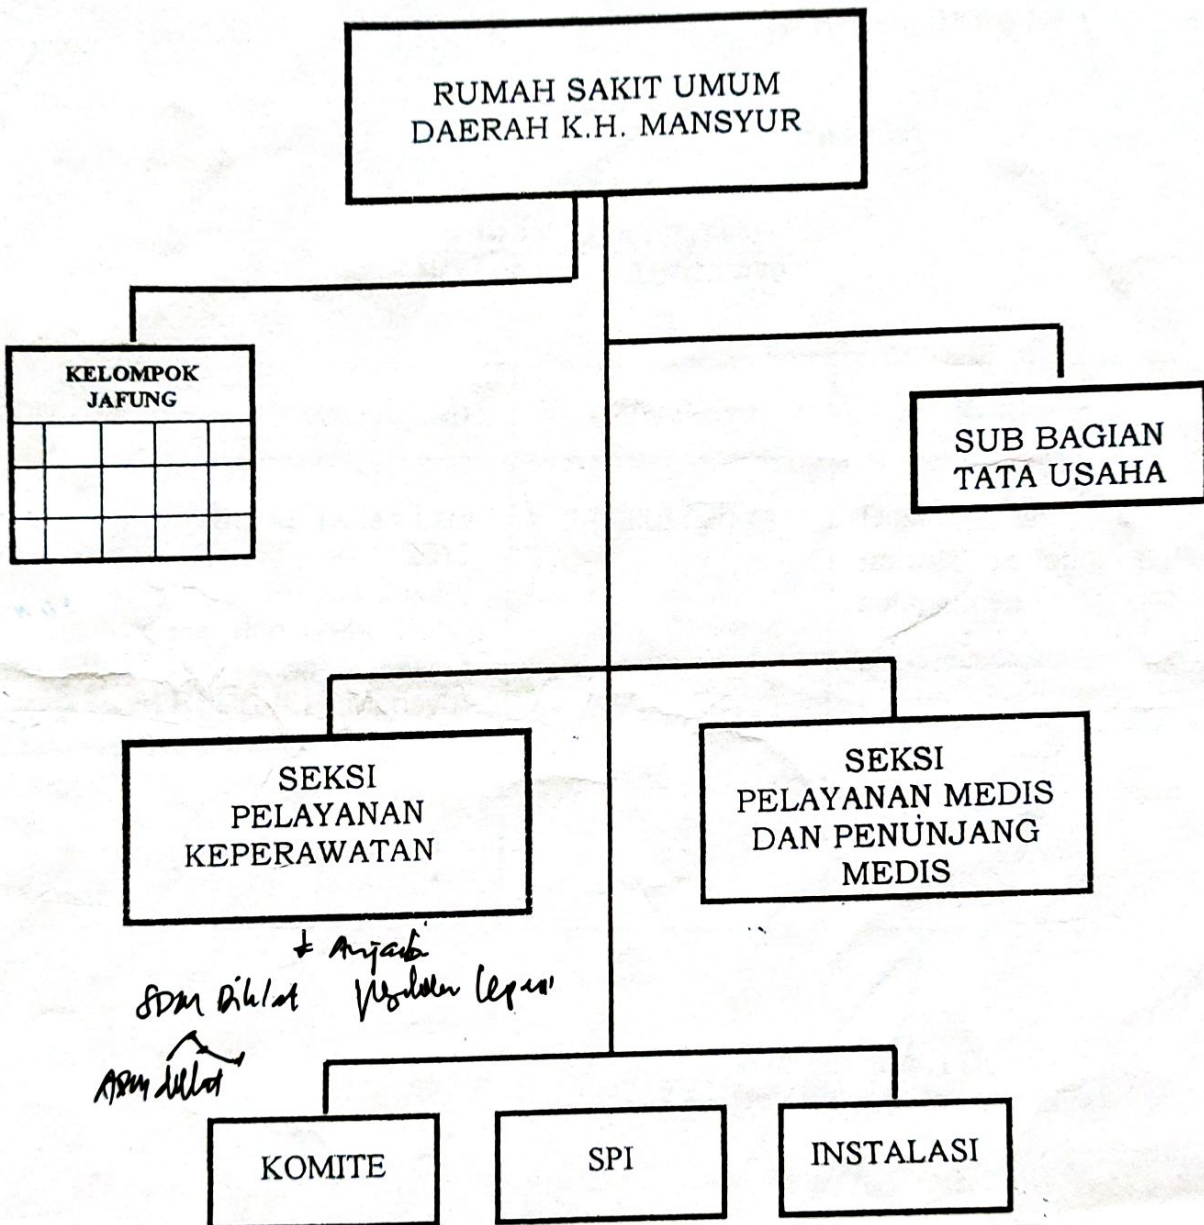 RUMAH SAKIT UMUM
DAERAH K.H. MANSYUR
KELOMPOK
JAFUNG
SUB BAGIAN
TATA USAHA
SEKSI
PELAYANAN
KEPERAWATAN
SEKSI
PELAYANAN MEDIS
DAN PENUNJANG
MEDIS
SDM Diklat
KOMITE
SPI
INSTALASI